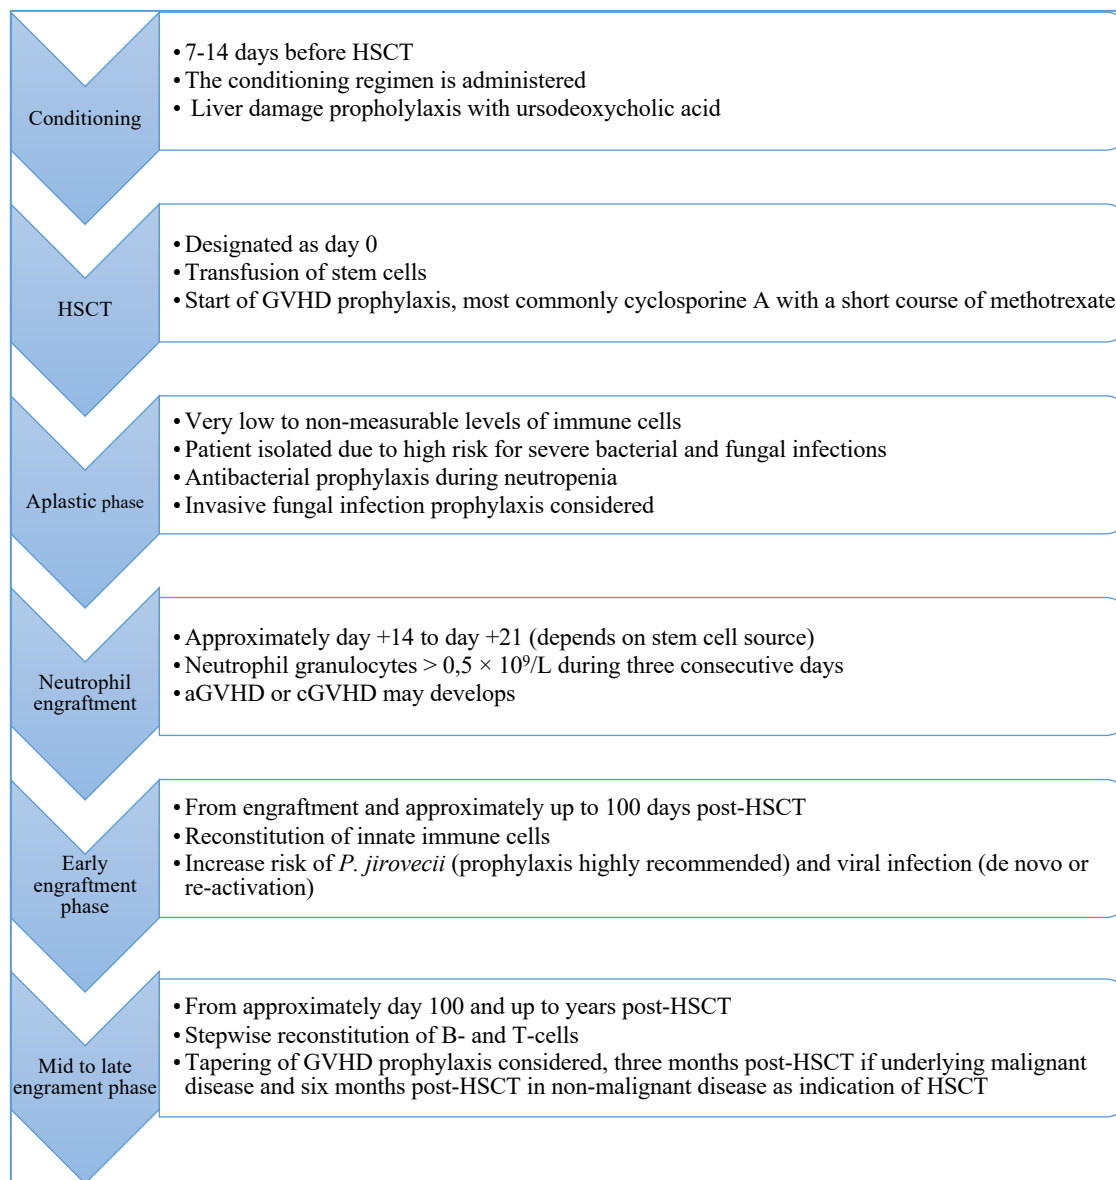 Conditioning
• 7-14 days before HSCT
• The conditioning regimen is administered
• Liver damage propholylaxis with ursodeoxycholic acid
HSCT
• Designated as day 0
• Transfusion of stem cells
• Start of GVHD prophylaxis, most commonly cyclosporine A with a short course of methotrexate
Aplastic phase
• Very low to non-measurable levels of immune cells
• Patient isolated due to high risk for severe bacterial and fungal infections
• Antibacterial prophylaxis during neutropenia
• Invasive fungal infection prophylaxis considered
Neutrophil
engraftment
• Approximately day +14 to day +21 (depends on stem cell source)
• Neutrophil granulocytes > 0,5 × 10⁹/L during three consecutive days
• aGVHD or cGVHD may develops
Early
engraftment
phase
• From engraftment and approximately up to 100 days post-HSCT
• Reconstitution of innate immune cells
• Increase risk of P. jirovecii (prophylaxis highly recommended) and viral infection (de novo or
re-activation)
Mid to late
engrament phase
• From approximately day 100 and up to years post-HSCT
• Stepwise reconstitution of B- and T-cells
• Tapering of GVHD prophylaxis considered, three months post-HSCT if underlying malignant
disease and six months post-HSCT in non-malignant disease as indication of HSCT